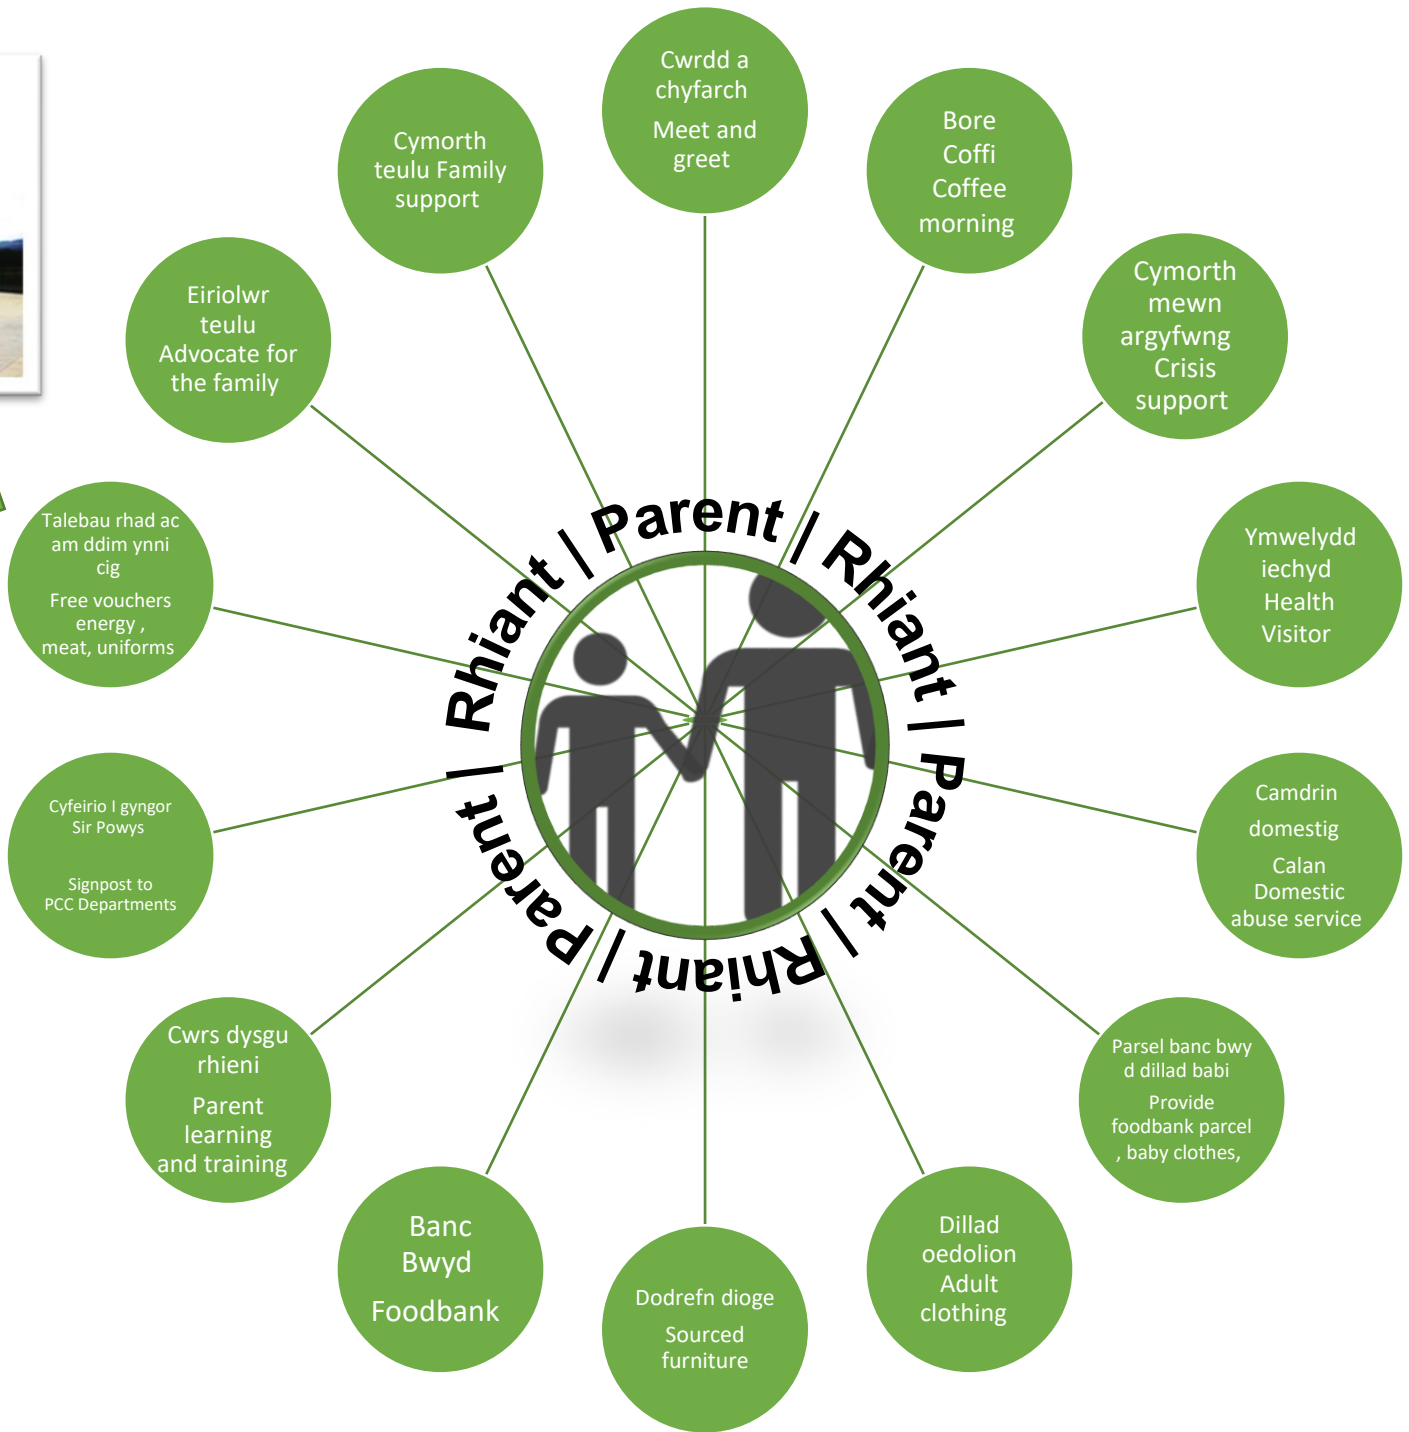 Cwrdd a
chyfarch
Meet and
greet
Bore
Coffi
Coffee
morning
Cymorth
mewn
argyfwng
Crisis
support
Ymwelydd
iechyd
Health
Visitor
Camdrin
domestig
Calan
Domestic
abuse service
Parsel banc bwy
d dillad babi
Provide
foodbank parcel
, baby clothes,
Dillad
oedolion
Adult
clothing
Dodrefn dioge
Sourced
furniture
Banc
Bwyd
Foodbank
Cwrs dysgu
rhieni
Parent
learning
and training
Cyfeirio I gyngor
Sir Powys
Signpost to
PCC Departments
Talebau rhad ac
am ddim ynni
cig
Free vouchers
energy ,
meat, uniforms
Eiriolwr
teulu
Advocate for
the family
Cymorth
teulu Family
support
Rhiant | Parent | Rhiant | Parent | Rhiant | Parent |